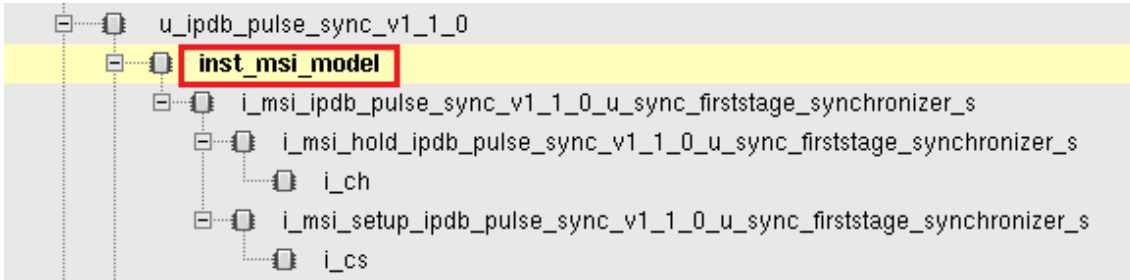 u_ipdb_pulse_sync_v1_1_0
inst_msi_model
i_msi_ipdb_pulse_sync_v1_1_0_u_sync_firststage_synchronizer_s
i_msi_hold_ipdb_pulse_sync_v1_1_0_u_sync_firststage_synchronizer_s
i_ch
i_msi_setup_ipdb_pulse_sync_v1_1_0_u_sync_firststage_synchronizer_s
i_cs